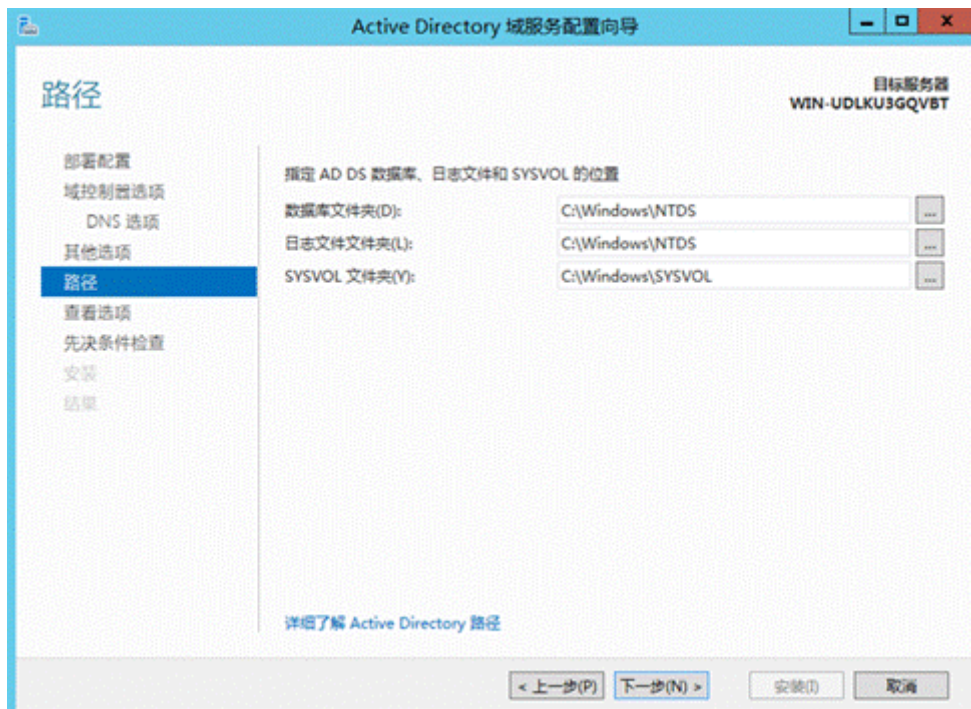 Active Directory 域服务配置向导
路径
目标服务器
WIN-UDLKU3GQVBT
部署配置
域控制器选项
DNS 选项
其他选项
路径
查看选项
先决条件检查
安装
结果
指定 AD DS 数据库、日志文件和 SYSVOL 的位置
数据库文件夹(D): C:\Windows\NTDS ...
日志文件文件夹(L): C:\Windows\NTDS ...
SYSVOL 文件夹(Y): C:\Windows\SYSVOL ...
详细了解 Active Directory 路径
< 上一步(P) 下一步(N) > 安装(I) 取消